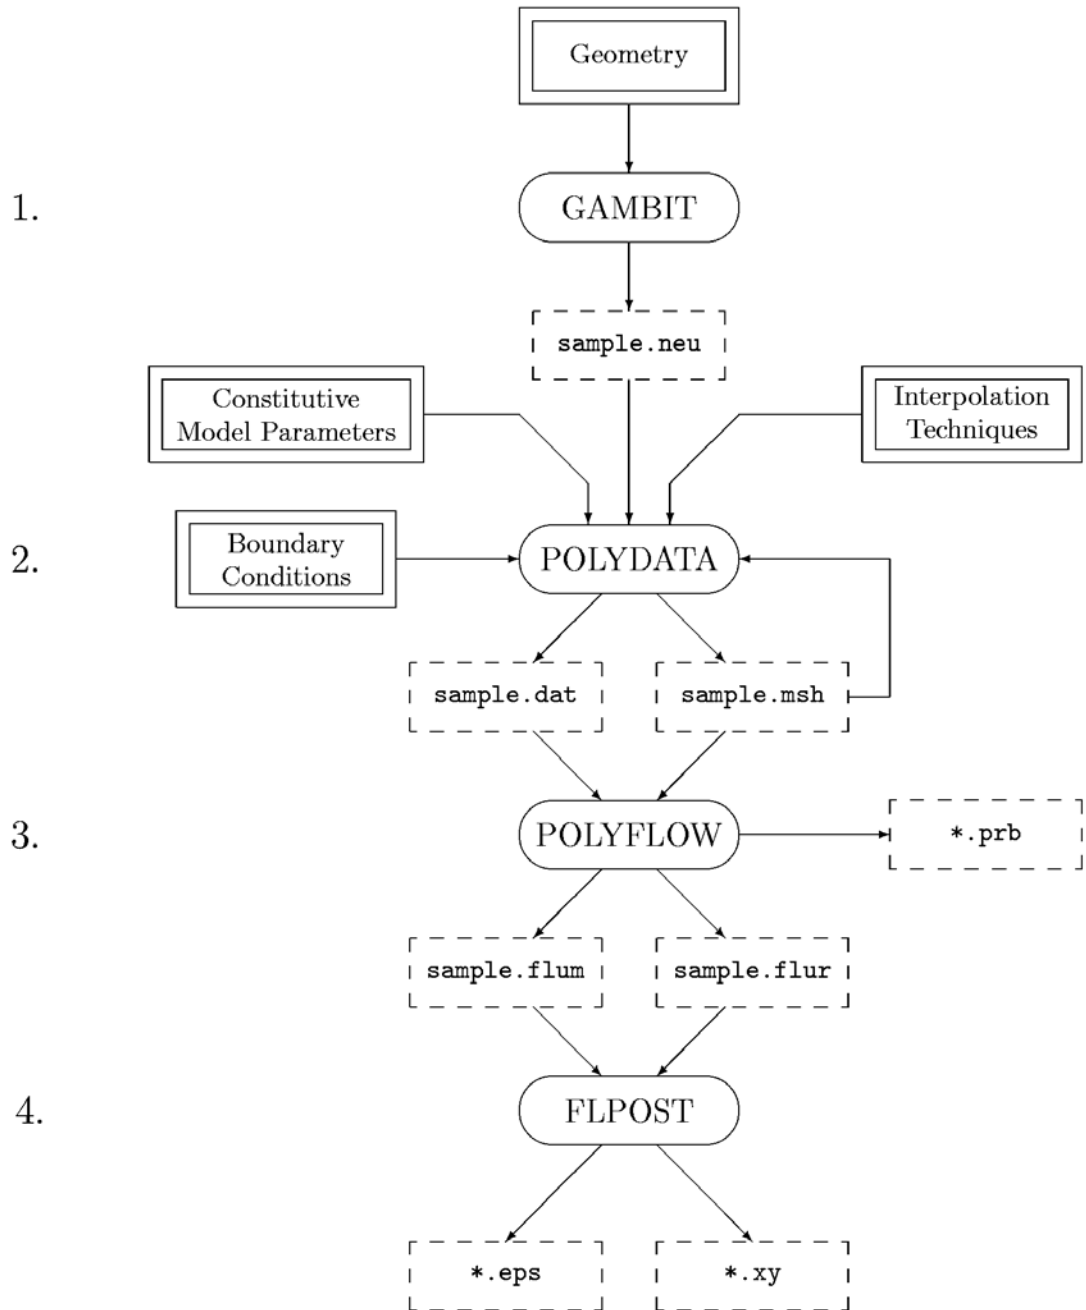 Geometry
1.
GAMBIT
sample.neu
Constitutive
Model Parameters
Interpolation
Techniques
Boundary
Conditions
2.
POLYDATA
sample.dat
sample.msh
3.
POLYFLOW
*.prb
sample.flum
sample.flur
4.
FLPOST
*.eps
*.xy